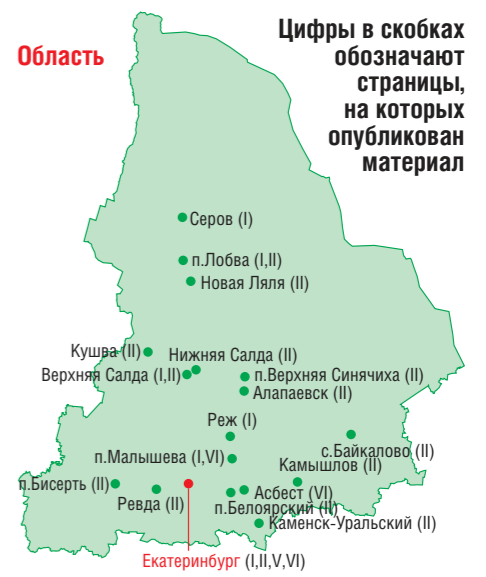 Цифры в скобках
обозначают
страницы,
на которых
опубликован
материал
Область
Серов (I)
п.Лобва (I,II)
Новая Ляля (II)
Кушва (II)
Нижняя Салда (II)
Верхняя Салда (I,II)
п.Верхняя Синячиха (II)
Алапаевск (II)
Реж (I)
с.Байкалово (II)
п.Малышева (I,VI)
Камышлов (II)
п.Бисерть (II)
Ревда (II)
Асбест (VI)
п.Белоярский (II)
Каменск-Уральский (II)
Екатеринбург (I,II,V,VI)